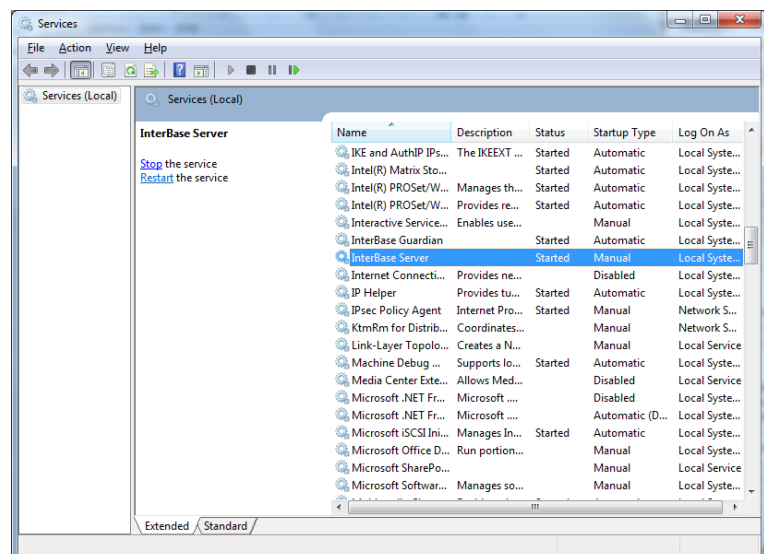 Services
File Action View Help
Services (Local)
Services (Local)
InterBase Server
Stop the service
Restart the service
Name Description Status Startup Type Log On As
IKE and AuthIP IPs... The IKEEXT ... Started Automatic Local Syste...
Intel(R) Matrix Sto... Started Automatic Local Syste...
Intel(R) PROSet/W... Manages th... Started Automatic Local Syste...
Intel(R) PROSet/W... Provides re... Started Automatic Local Syste...
Interactive Service... Enables use... Manual Local Syste...
InterBase Guardian Started Automatic Local Syste...
InterBase Server Started Manual Local Syste...
Internet Connecti... Provides ne... Disabled Local Syste...
IP Helper Provides tu... Started Automatic Local Syste...
IPsec Policy Agent Internet Pro... Started Manual Network S...
KtmRm for Distrib... Coordinates... Manual Network S...
Link-Layer Topolo... Creates a N... Manual Local Service
Machine Debug ... Supports lo... Started Automatic Local Syste...
Media Center Exte... Allows Med... Disabled Local Service
Microsoft .NET Fr... Microsoft .... Disabled Local Syste...
Microsoft .NET Fr... Microsoft .... Automatic (D... Local Syste...
Microsoft iSCSI Ini... Manages In... Started Automatic Local Syste...
Microsoft Office D... Run portion... Manual Local Syste...
Microsoft SharePo... Manual Local Service
Microsoft Softwar... Manages so... Manual Local Syste...
Extended Standard